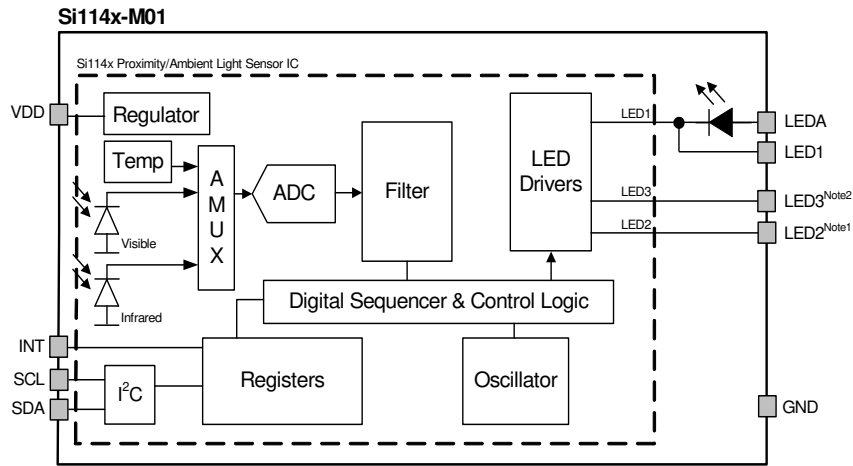 Si114x-M01
Si114x Proximity/Ambient Light Sensor IC
VDD
Regulator
Temp
A
M
U
X
ADC
Filter
LED
Drivers
LED1
LED3
LED2
LEDA
LED1
LED3Note2
LED2Note1
Visible
Infrared
Digital Sequencer & Control Logic
INT
SCL
SDA
I2C
Registers
Oscillator
GND